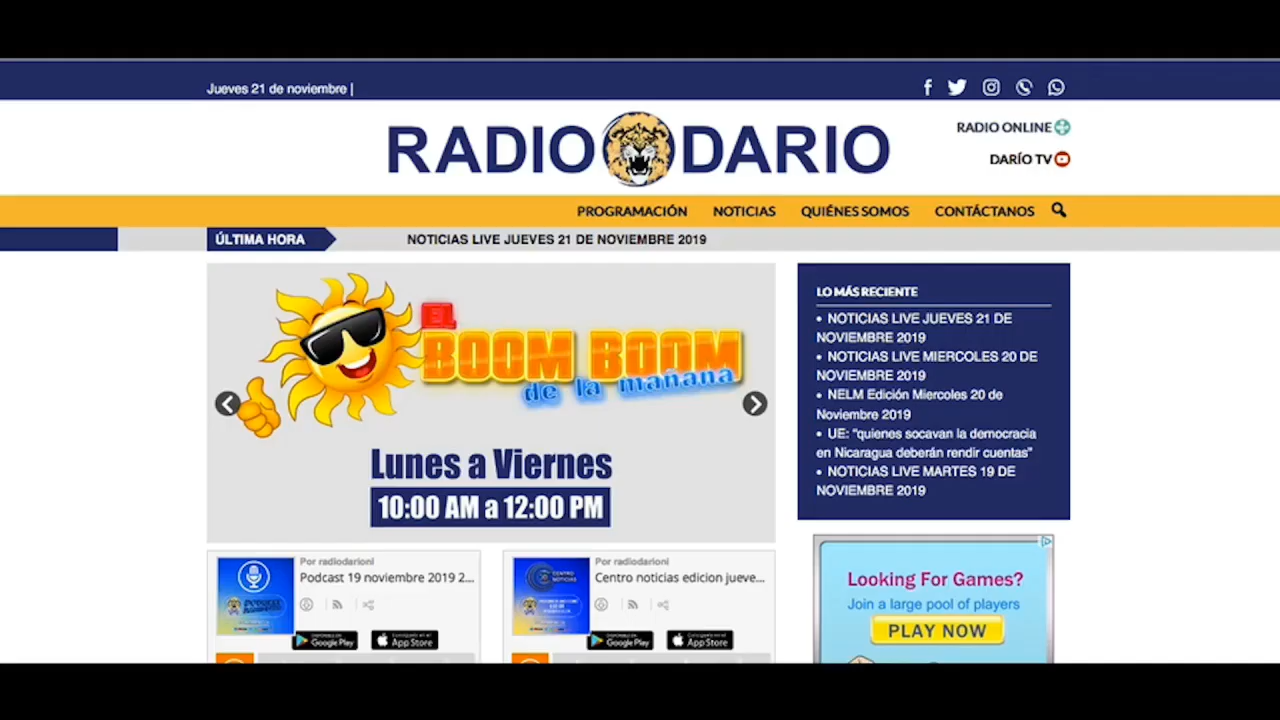 Jueves 21 de noviembre |
RADIO DARIO
RADIO ONLINE
DARÍO TV
PROGRAMACIÓN NOTICIAS QUIÉNES SOMOS CONTÁCTANOS
ÚLTIMA HORA NOTICIAS LIVE JUEVES 21 DE NOVIEMBRE 2019
EL
BOOM BOOM
de la mañana
Lunes a Viernes
10:00 AM a 12:00 PM
LO MÁS RECIENTE
• NOTICIAS LIVE JUEVES 21 DE
NOVIEMBRE 2019
• NOTICIAS LIVE MIERCOLES 20 DE
NOVIEMBRE 2019
• NELM Edición Miercoles 20 de
Noviembre 2019
• UE: “quienes socavan la democracia
en Nicaragua deberán rendir cuentas”
• NOTICIAS LIVE MARTES 19 DE
NOVIEMBRE 2019
Por radiodarioni
Podcast 19 noviembre 2019 2...
Google Play
App Store
Por radiodarioni
Centro noticias edicion jueve...
CENTRO
NOTICIAS
Google Play
App Store
Looking For Games?
Join a large pool of players
PLAY NOW